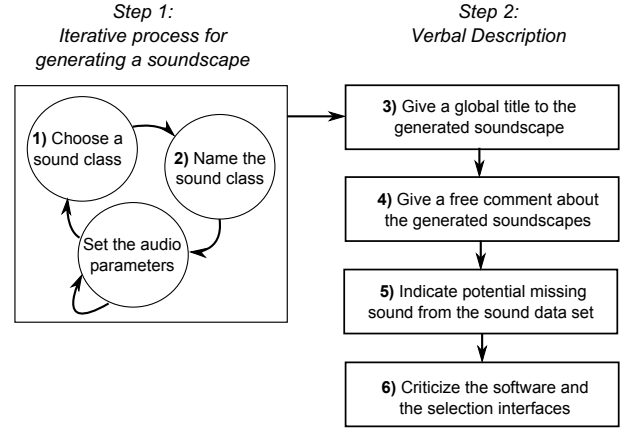 Step 1:
Iterative process for
generating a soundscape
1) Choose a
sound class
2) Name the
sound class
Set the audio
parameters
Step 2:
Verbal Description
3) Give a global title to the
generated soundscape
4) Give a free comment about
the generated soundscapes
5) Indicate potential missing
sound from the sound data set
6) Criticize the software and
the selection interfaces